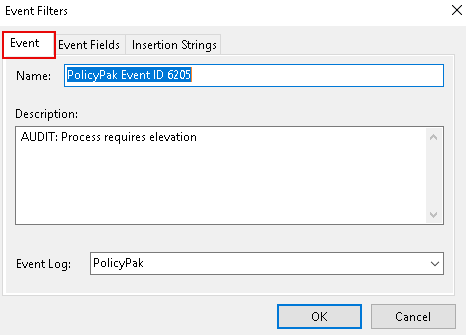 Event Filters
Event
Event Fields
Insertion Strings
Name: PolicyPak Event ID 6205
Description:
AUDIT: Process requires elevation
Event Log: PolicyPak
OK
Cancel